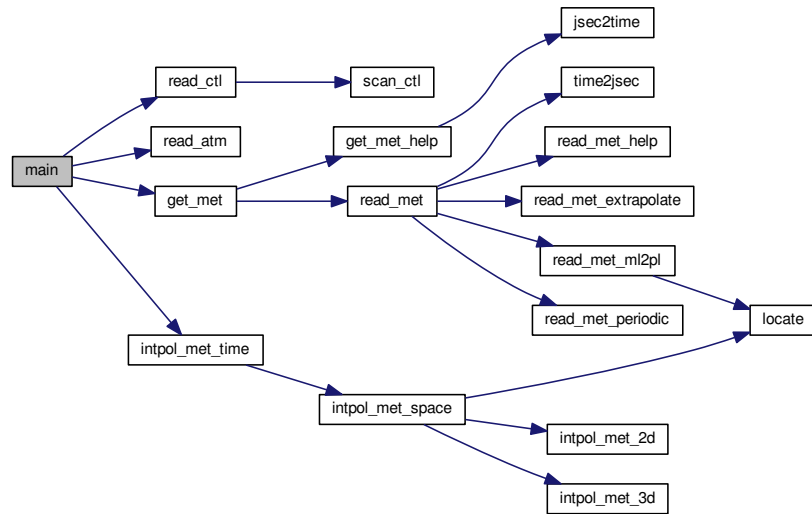 jsec2time
read_ctl
scan_ctl
time2jsec
read_atm
get_met_help
read_met_help
main
get_met
read_met
read_met_extrapolate
read_met_ml2pl
read_met_periodic
locate
intpol_met_time
intpol_met_space
intpol_met_2d
intpol_met_3d